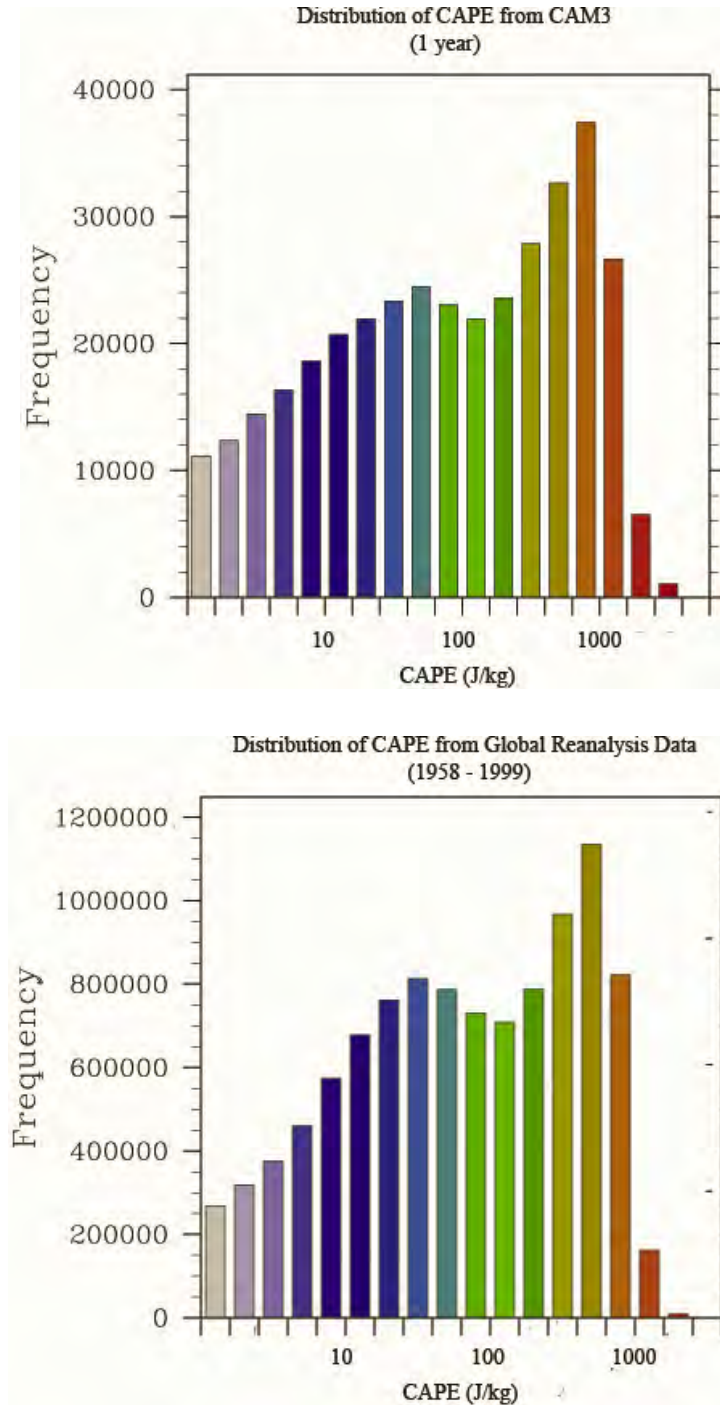 Distribution of CAPE from CAM3
(1 year)
40000
30000
20000
10000
0
Frequency
10 100 1000
CAPE (J/kg)
Distribution of CAPE from Global Reanalysis Data
(1958 - 1999)
1200000
1000000
800000
600000
400000
200000
0
Frequency
10 100 1000
CAPE (J/kg)